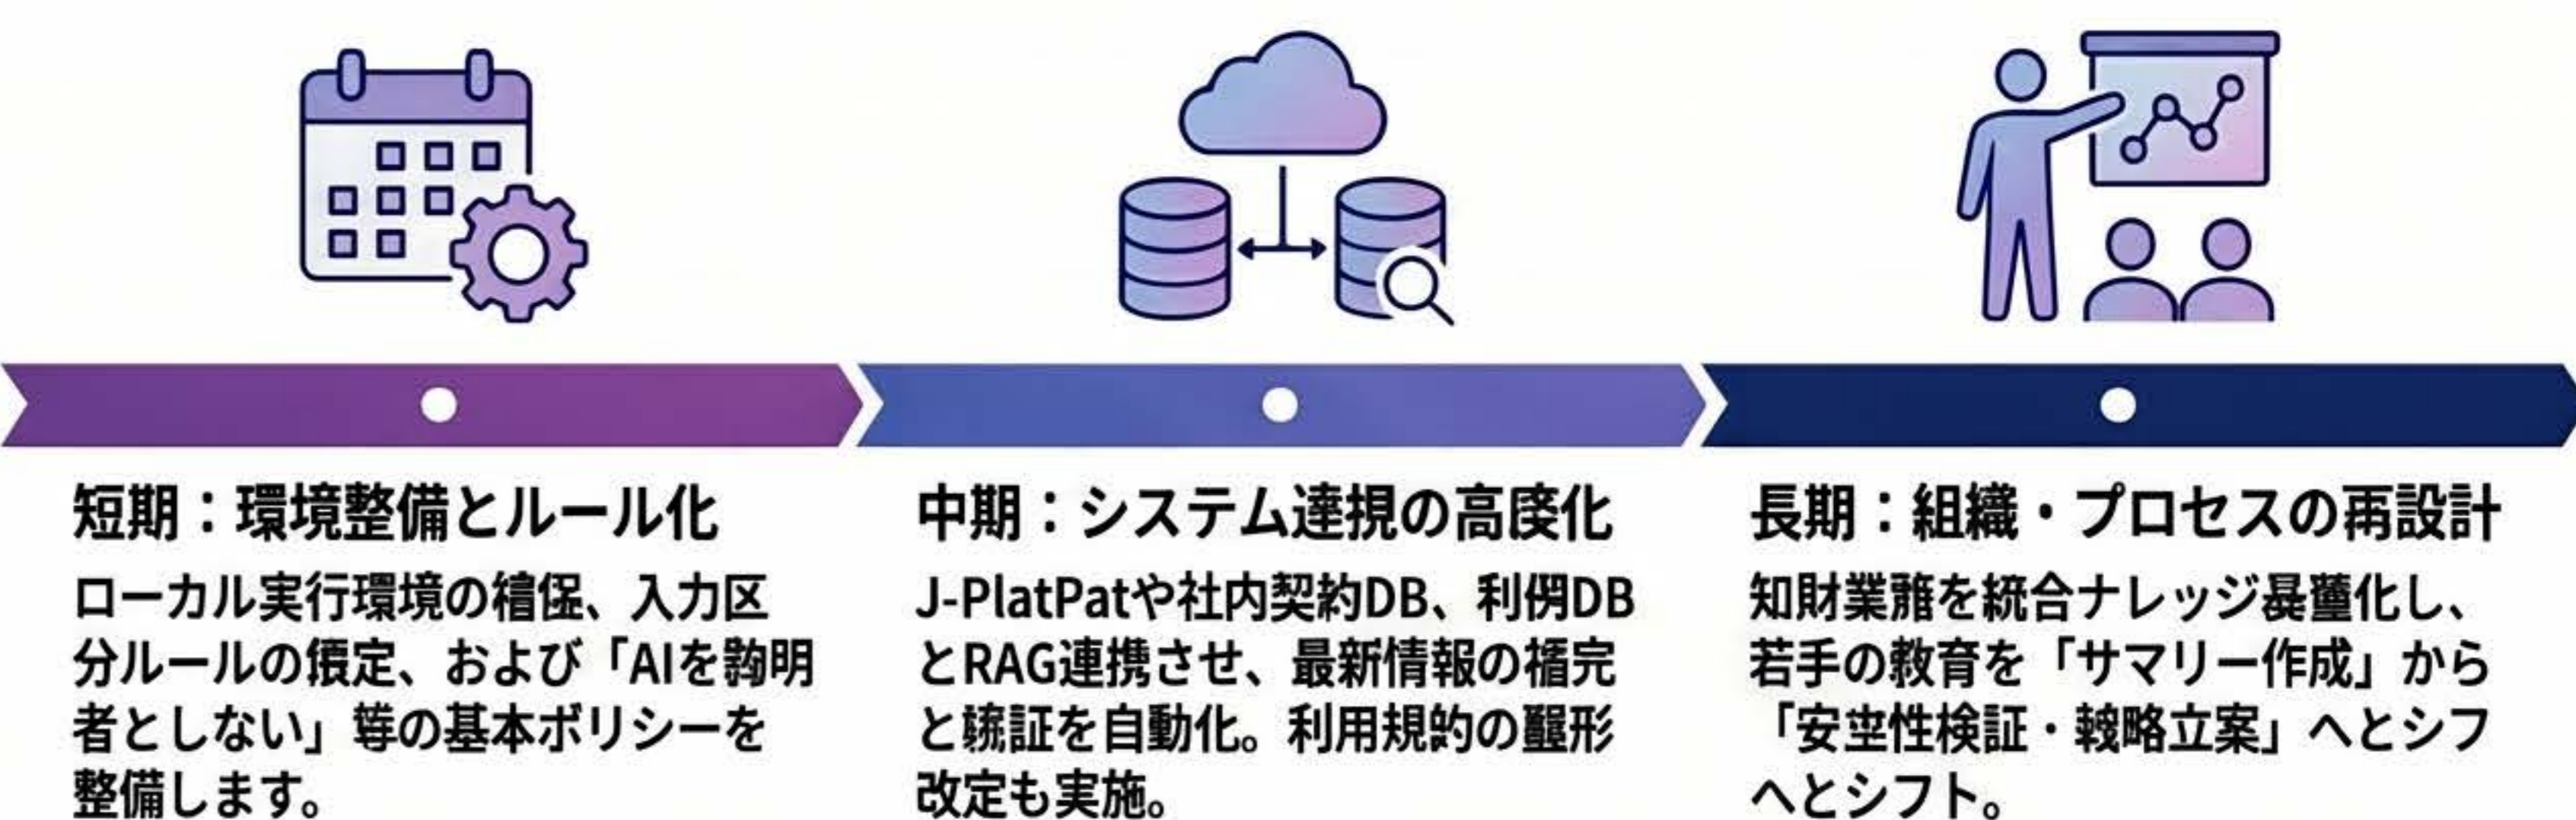 短期：環境整備とルール化
ローカル実行環境の、入力区
分ルールの定、および「AIを明
者としない」等の基本ボリシーを
整備します。
中期：システムの高度化
J-PlatPatや社内契約DB、DB
とRAG連携させ、最新情報の完
と証を自動化。利用規約の形
改定も実施。
長期：組織・プロセスの再設計
知財業を統合ナレッジ化し、
若手の教育を「サマリー作成」から
「安性検証・略立案」へとシフ
へとシフト。